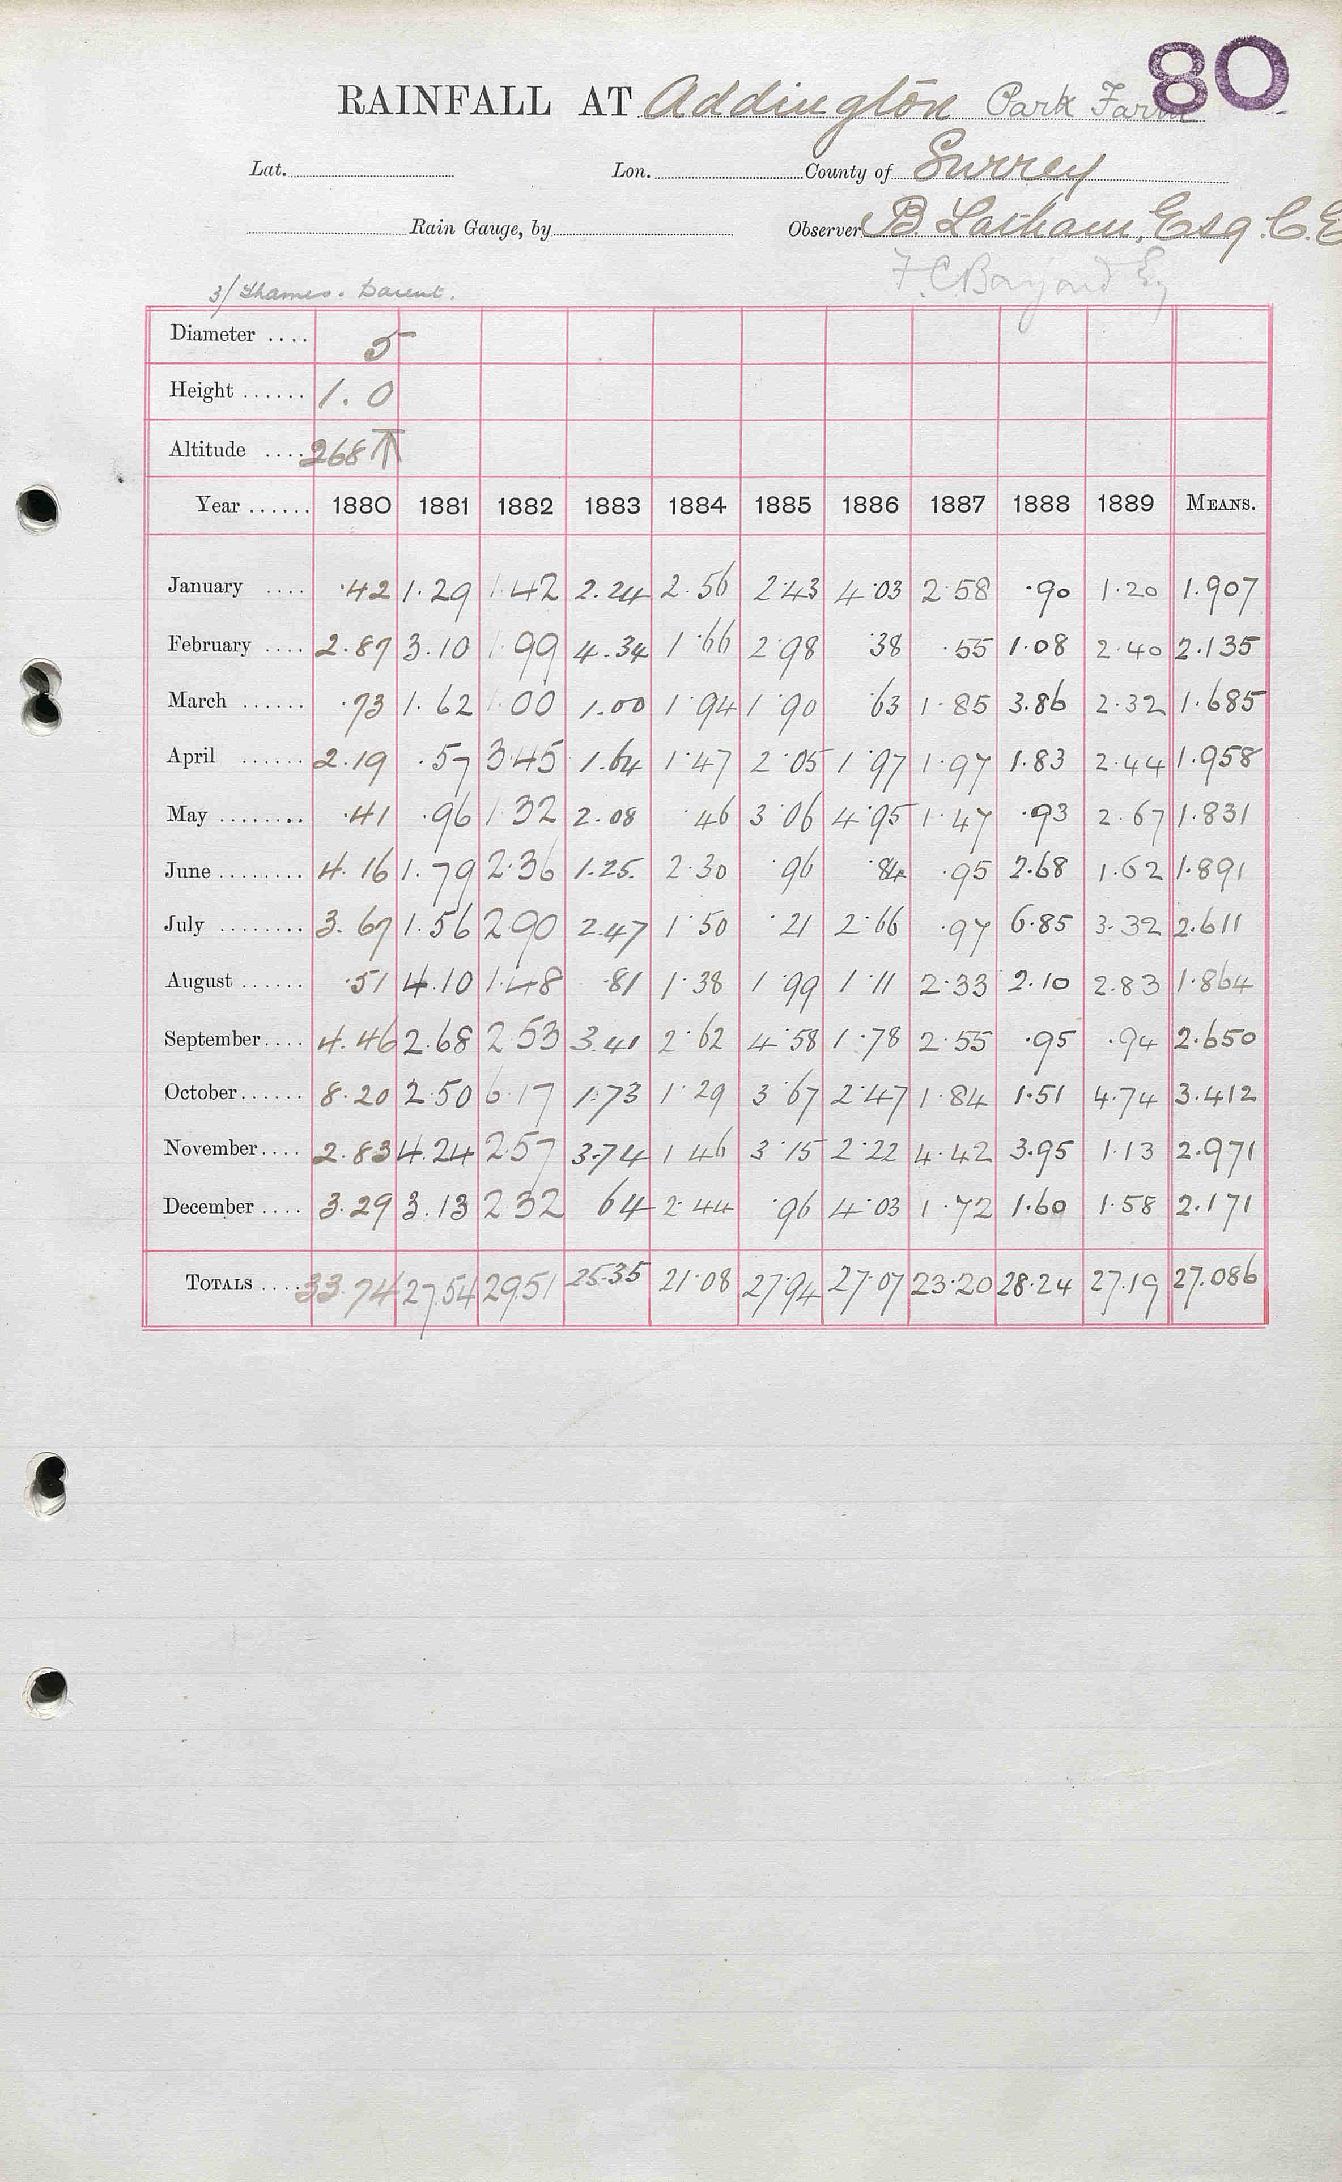 80
RAINFALL AT Addington Park Farm
Lat. Lon. County of Surrey
Rain Gauge, by Observer B Latham, Esq. C.E
F.C. Bayard Esq
3/ Thames. Darent.
Diameter .... 5
Height ...... 1.0
Altitude .... 268 T
Year ...... 1880 1881 1882 1883 1884 1885 1886 1887 1888 1889 MEANS.
January .... .42 1.29 1.42 2.24 2.56 2.43 4.03 2.58 .90 1.20 1.907
February .... 2.87 3.10 1.99 4.34 1.66 2.98 .38 .55 1.08 2.40 2.135
March ...... .73 1.62 1.00 1.00 1.94 1.90 .63 1.85 3.86 2.32 1.685
April ...... 2.19 .57 3.45 1.64 1.47 2.05 1.97 1.97 1.83 2.44 1.958
May ........ .41 .96 1.32 2.08 .46 3.06 4.95 1.47 .93 2.67 1.831
June ........ 4.16 1.79 2.36 1.25. 2.30 .96 .84 .95 2.68 1.62 1.891
July ........ 3.67 1.56 2.90 2.47 1.50 .21 2.66 .97 6.85 3.32 2.611
August ...... .51 4.10 1.48 .81 1.38 1.99 1.11 2.33 2.10 2.83 1.864
September .... 4.46 2.68 2.53 3.41 2.62 4.58 1.78 2.55 .95 .94 2.650
October ...... 8.20 2.50 6.17 1.73 1.29 3.67 2.47 1.84 1.51 4.74 3.412
November .... 2.83 4.24 2.57 3.74 1.46 3.15 2.22 4.42 3.95 1.13 2.971
December .... 3.29 3.13 2.32 64 2.44 .96 4.03 1.72 1.60 1.58 2.171
TOTALS .... 33.74 27.54 29.51 25.35 21.08 27.94 27.07 23.20 28.24 27.19 27.086